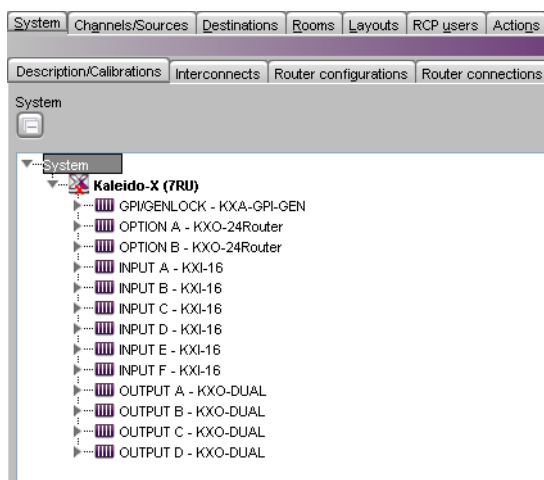 System Channels/Sources Destinations Rooms Layouts RCP users Actions
Description/Calibrations Interconnects Router configurations Router connections
System
System
Kaleido-X (7RU)
GPI/GENLOCK - KXA-GPI-GEN
OPTION A - KXO-24Router
OPTION B - KXO-24Router
INPUT A - KXI-16
INPUT B - KXI-16
INPUT C - KXI-16
INPUT D - KXI-16
INPUT E - KXI-16
INPUT F - KXI-16
OUTPUT A - KXO-DUAL
OUTPUT B - KXO-DUAL
OUTPUT C - KXO-DUAL
OUTPUT D - KXO-DUAL